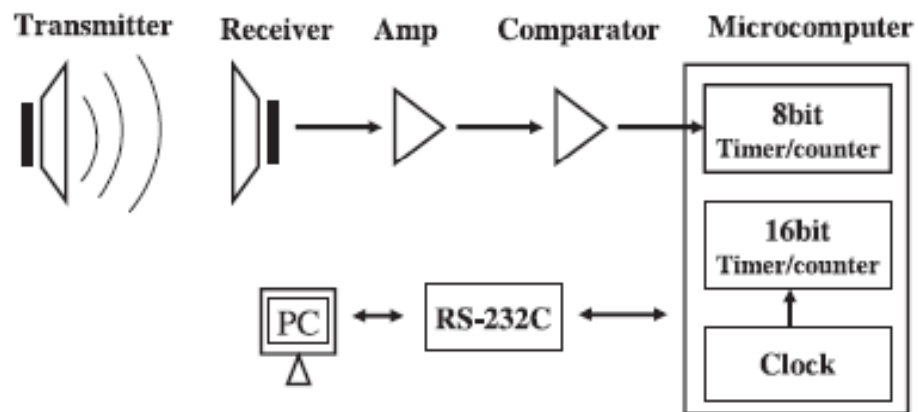 Transmitter
Receiver
Amp
Comparator
Microcomputer
8bit
Timer/counter
16bit
Timer/counter
PC
RS-232C
Clock